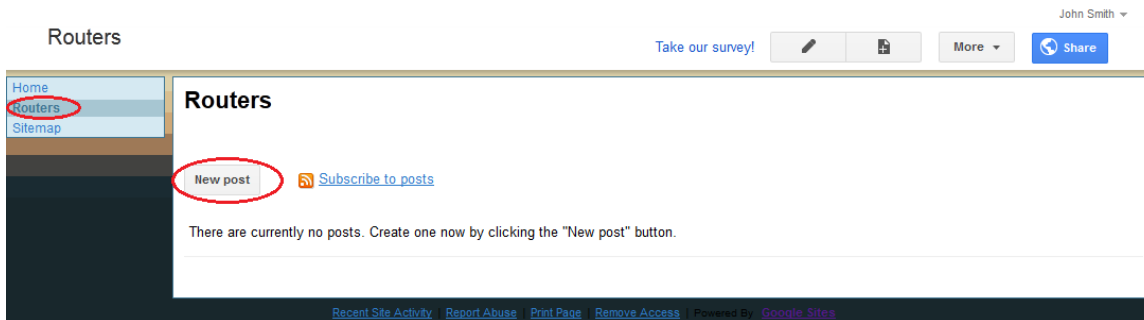 John Smith
Routers
Take our survey!
More
Share
Home
Routers
Sitemap
Routers
New post
Subscribe to posts
There are currently no posts. Create one now by clicking the "New post" button.
Recent Site Activity | Report Abuse | Print Page | Remove Access | Powered By Google Sites